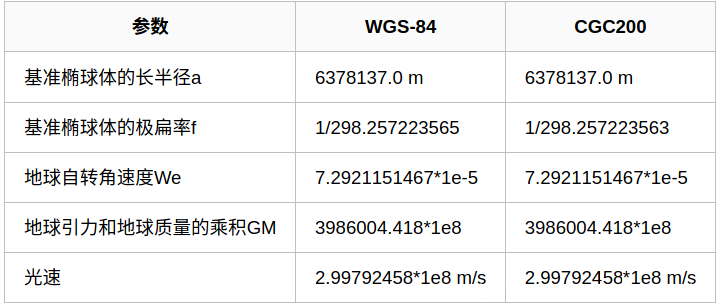 参数 WGS-84 CGC200
基准椭球体的长半径a 6378137.0 m 6378137.0 m
基准椭球体的极扁率f 1/298.257223565 1/298.257223563
地球自转角速度We 7.2921151467*1e-5 7.2921151467*1e-5
地球引力和地球质量的乘积GM 3986004.418*1e8 3986004.418*1e8
光速 2.99792458*1e8 m/s 2.99792458*1e8 m/s